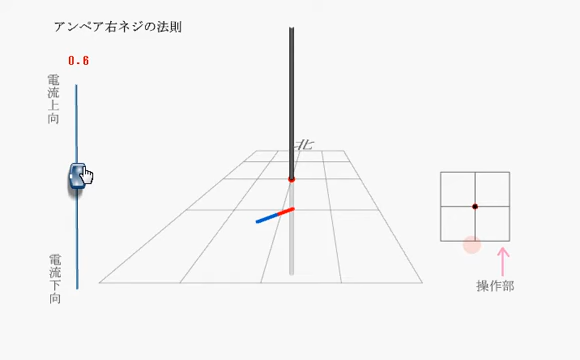 アンペア右ネジの法則
0.6
電流上向
北
電流下向
操作部